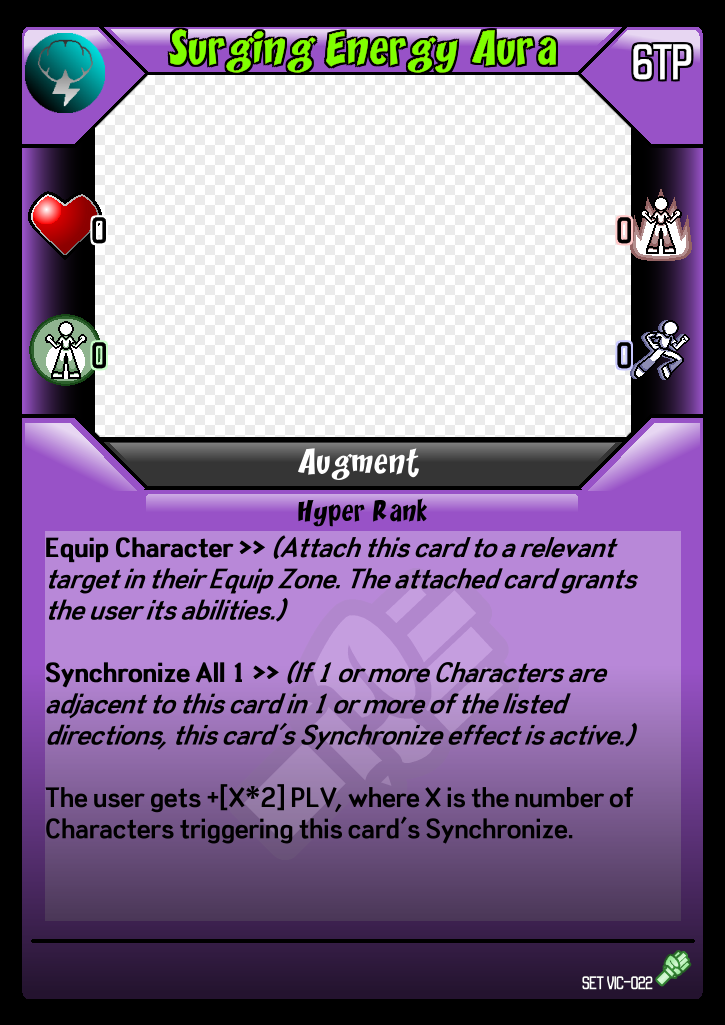 Surging Energy Aura
6TP
0
0
0
0
Augment
Hyper Rank
Equip Character >> (Attach this card to a relevant
target in their Equip Zone. The attached card grants
the user its abilities.)
Synchronize All 1 >> (If 1 or more Characters are
adjacent to this card in 1 or more of the listed
directions, this card's Synchronize effect is active.)
The user gets +[X*2] PLV, where X is the number of
Characters triggering this card's Synchronize.
SET VIC-022